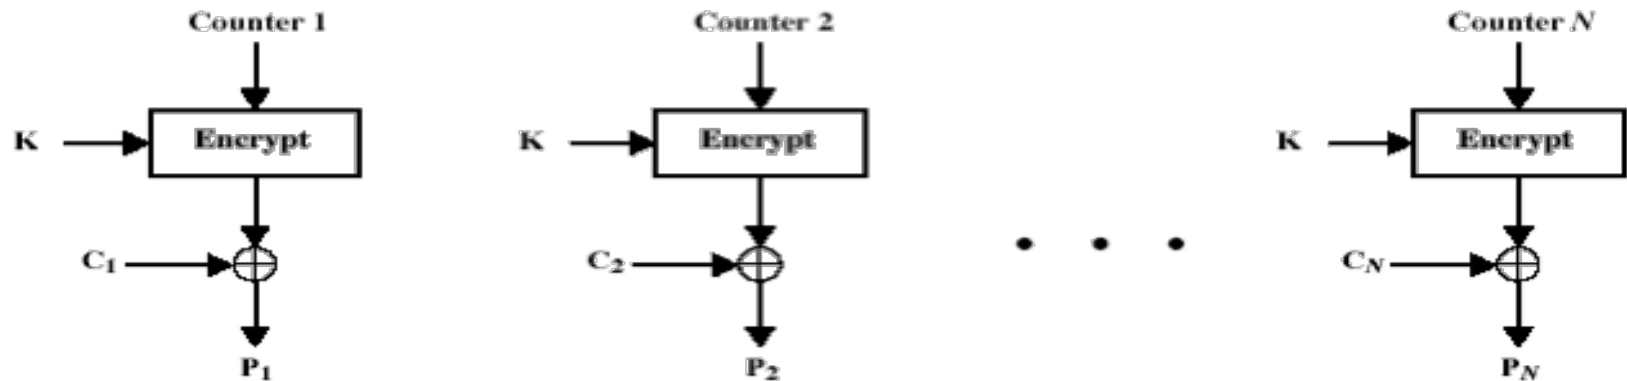 Counter 1 Counter 2 Counter N
K Encrypt K Encrypt K Encrypt
C1 C2 CN
P1 P2 PN